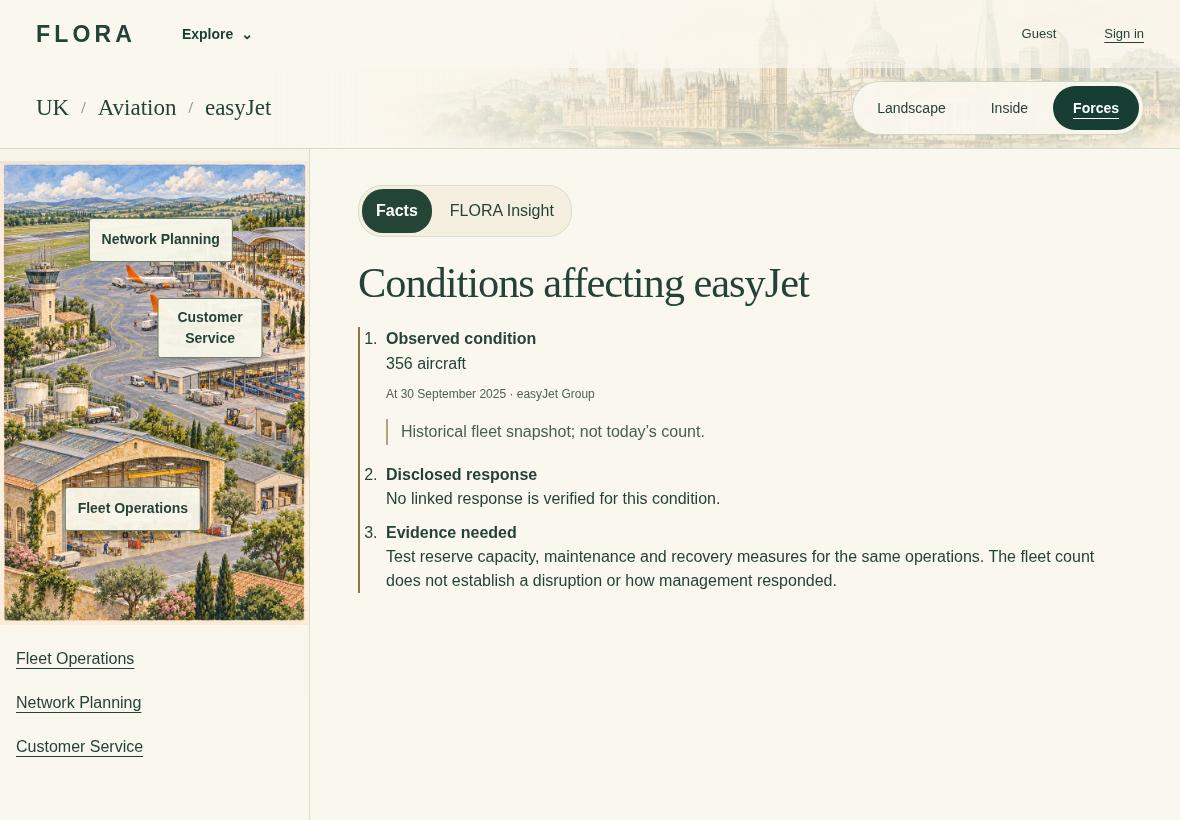 FLORA
Explore
Guest
Sign in
UK / Aviation / easyJet
Landscape
Inside
Forces
Network Planning
Customer
Service
Fleet Operations
Fleet Operations
Network Planning
Customer Service
Facts
FLORA Insight
Conditions affecting easyJet
1. Observed condition
356 aircraft
At 30 September 2025 · easyJet Group
Historical fleet snapshot; not today’s count.
2. Disclosed response
No linked response is verified for this condition.
3. Evidence needed
Test reserve capacity, maintenance and recovery measures for the same operations. The fleet count
does not establish a disruption or how management responded.